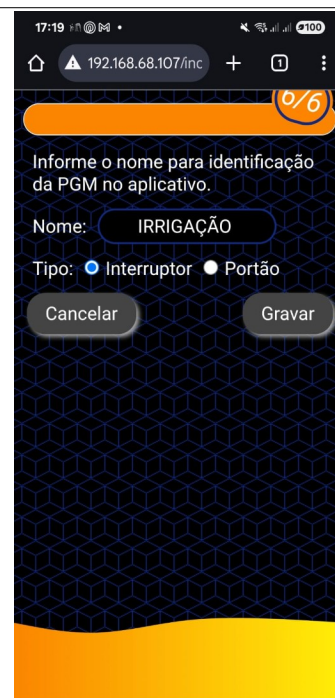 17:19
100
192.168.68.107/inc
1
6/6
Informe o nome para identificação
da PGM no aplicativo.
Nome: IRRIGAÇÃO
Tipo: Interruptor Portão
Cancelar Gravar